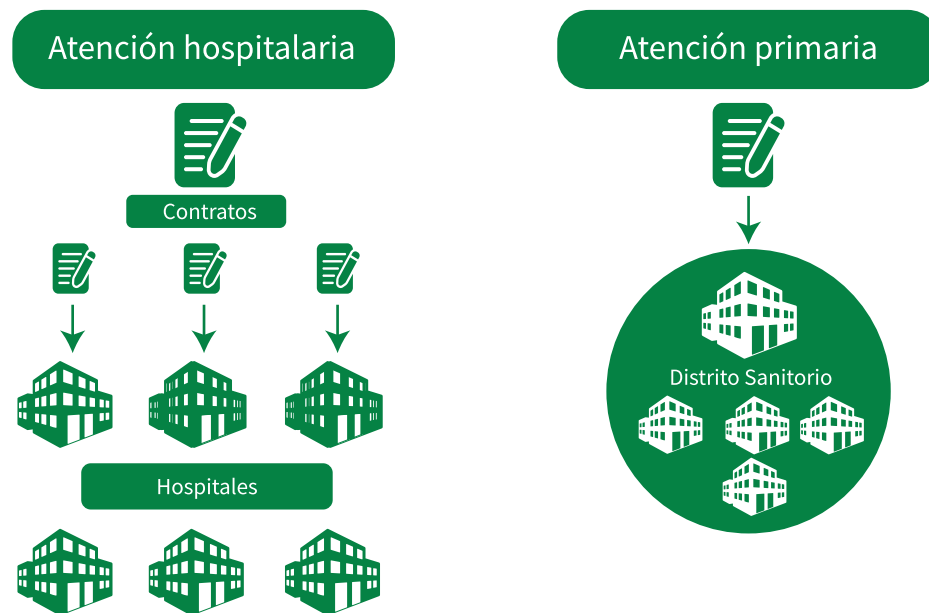 Atención hospitalaria
Contratos
Hospitales
Atención primaria
Distrito Sanitorio